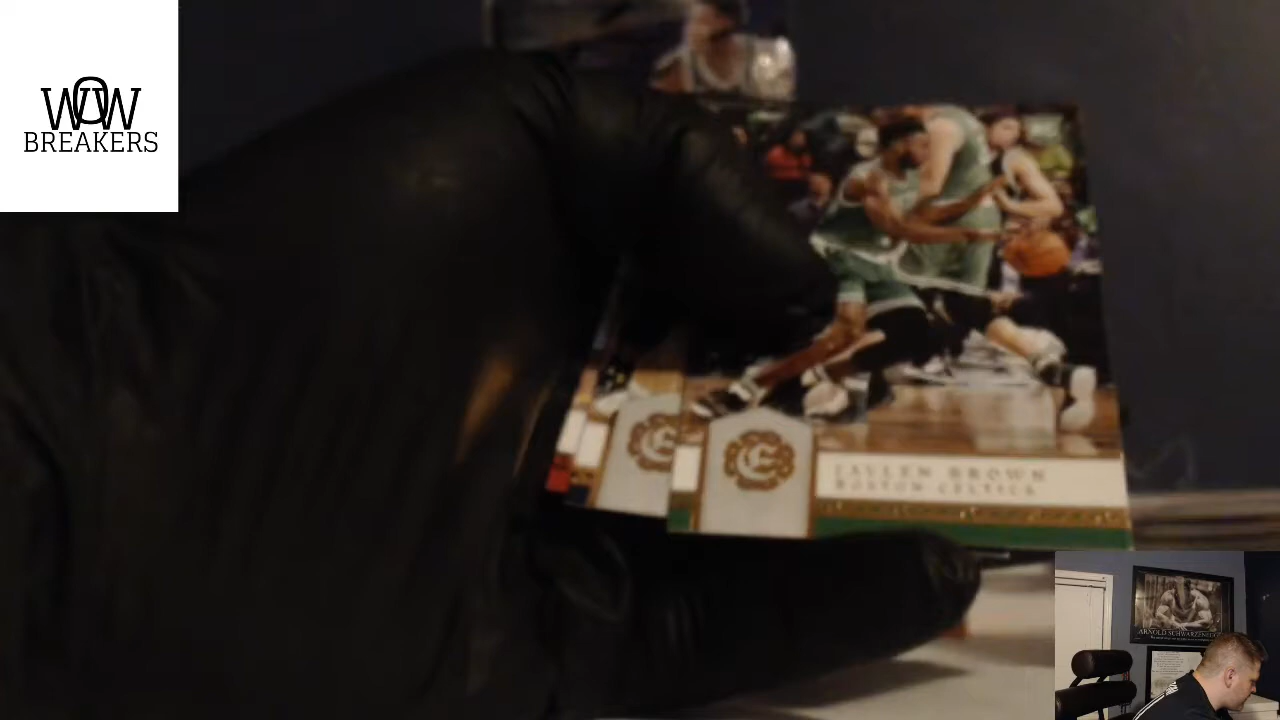 WOW
BREAKERS
JAYLEN BROWN
BOSTON CELTICS
ARNOLD SCHWARZENEGGER